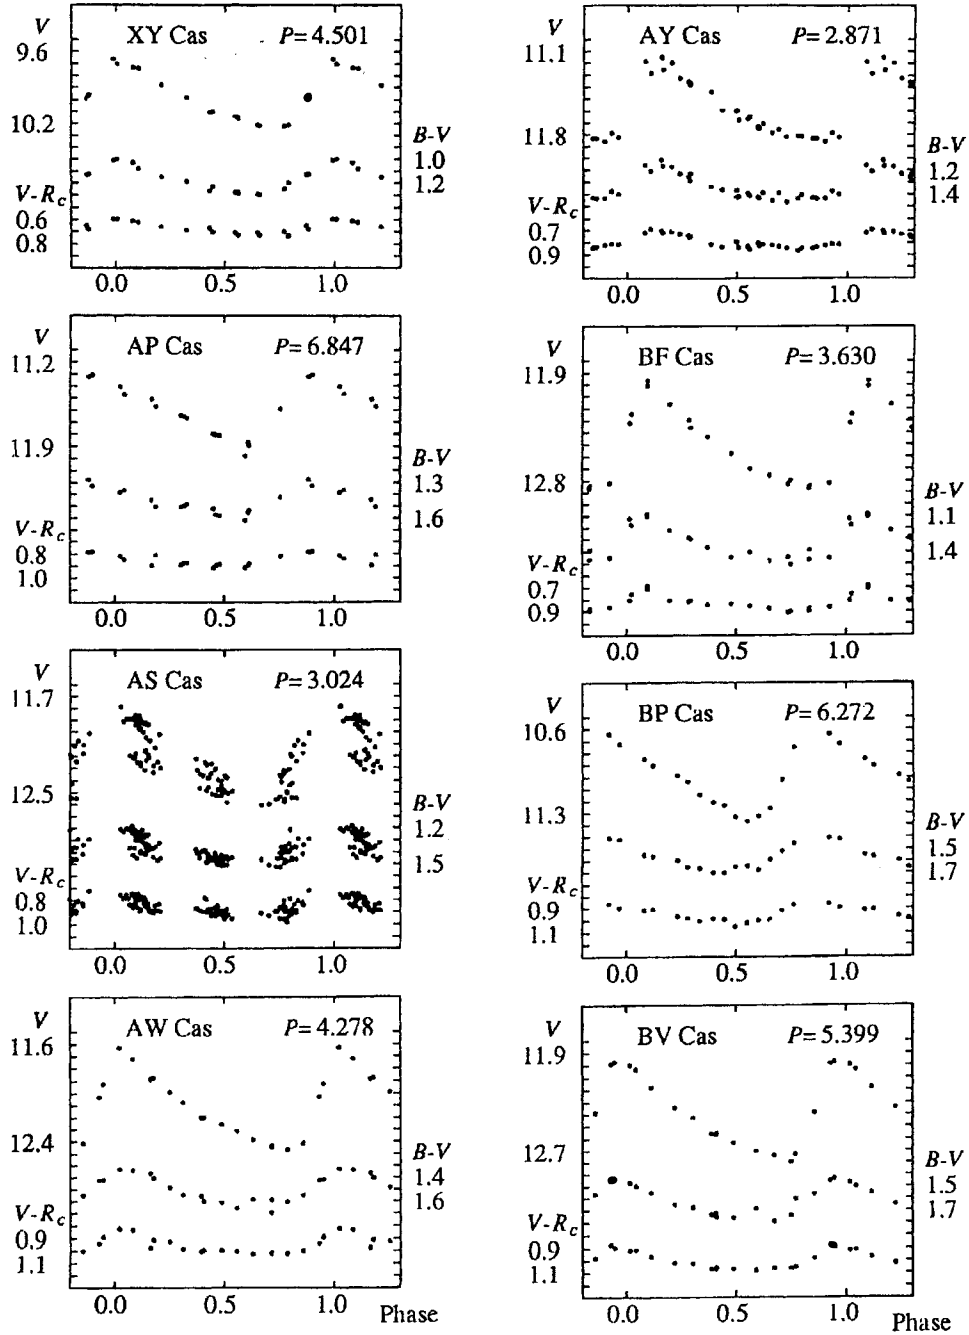 V XY Cas P=4.501
9.6
10.2
B-V
1.0
1.2
V-Rc
0.6
0.8
0.0 0.5 1.0
V AY Cas P=2.871
11.1
11.8
B-V
1.2
1.4
V-Rc
0.7
0.9
0.0 0.5 1.0
V AP Cas P=6.847
11.2
11.9
B-V
1.3
1.6
V-Rc
0.8
1.0
0.0 0.5 1.0
V BF Cas P=3.630
11.9
12.8
B-V
1.1
1.4
V-Rc
0.7
0.9
0.0 0.5 1.0
V AS Cas P=3.024
11.7
12.5
B-V
1.2
1.5
V-Rc
0.8
1.0
0.0 0.5 1.0
V BP Cas P=6.272
10.6
11.3
B-V
1.5
1.7
V-Rc
0.9
1.1
0.0 0.5 1.0
V AW Cas P=4.278
11.6
12.4
B-V
1.4
1.6
V-Rc
0.9
1.1
0.0 0.5 1.0 Phase
V BV Cas P=5.399
11.9
12.7
B-V
1.5
1.7
V-Rc
0.9
1.1
0.0 0.5 1.0 Phase